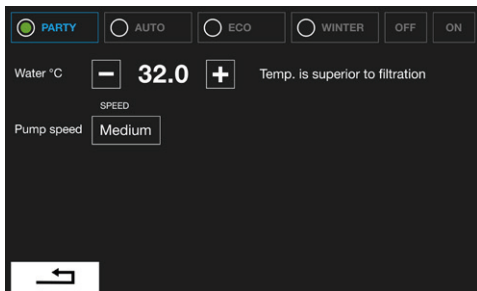 PARTY AUTO ECO WINTER OFF ON
Water °C − 32.0 + Temp. is superior to filtration
SPEED
Pump speed Medium